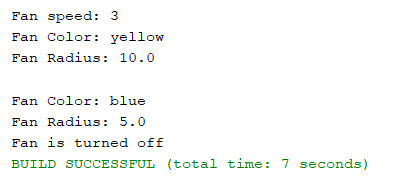 Fan speed: 3
Fan Color: yellow
Fan Radius: 10.0
Fan Color: blue
Fan Radius: 5.0
Fan is turned off
BUILD SUCCESSFUL (total time: 7 seconds)